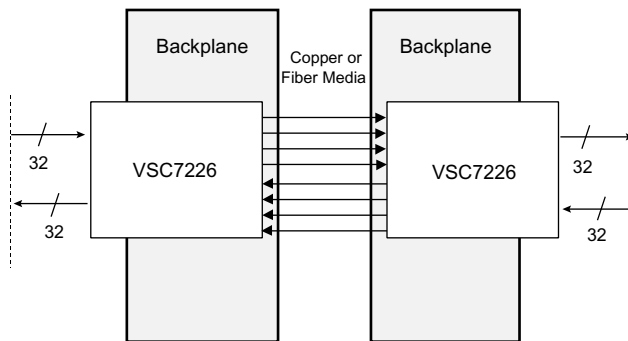 Backplane
Copper or
Fiber Media
Backplane
32
VSC7226
VSC7226
32
32
32